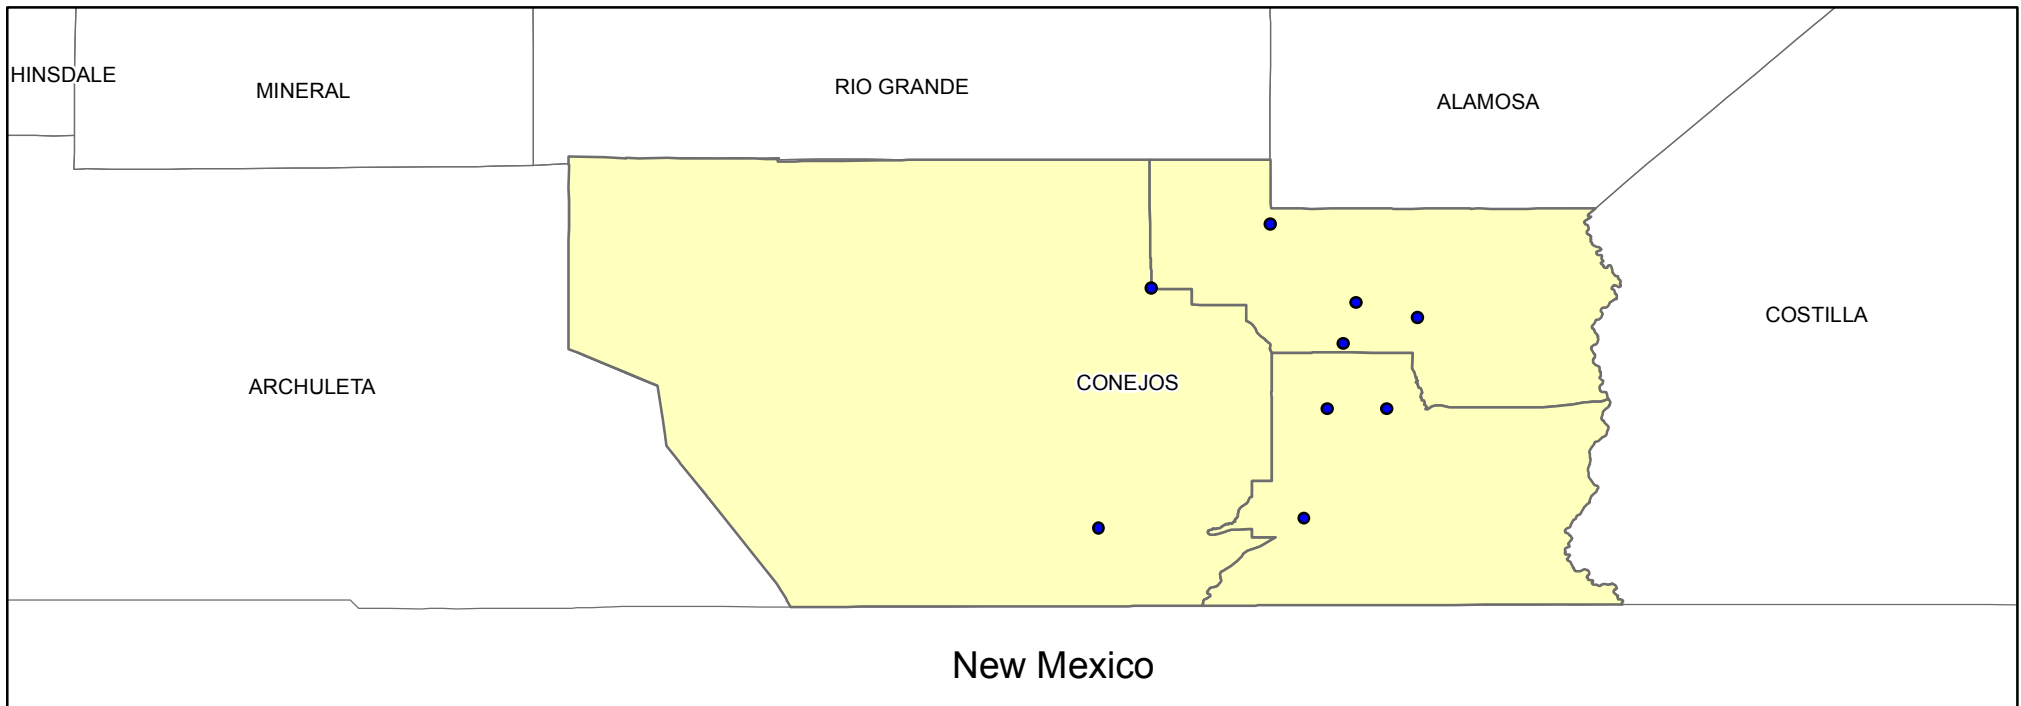 HINSDALE
MINERAL
RIO GRANDE
ALAMOSA
COSTILLA
ARCHULETA
CONEJOS
New Mexico